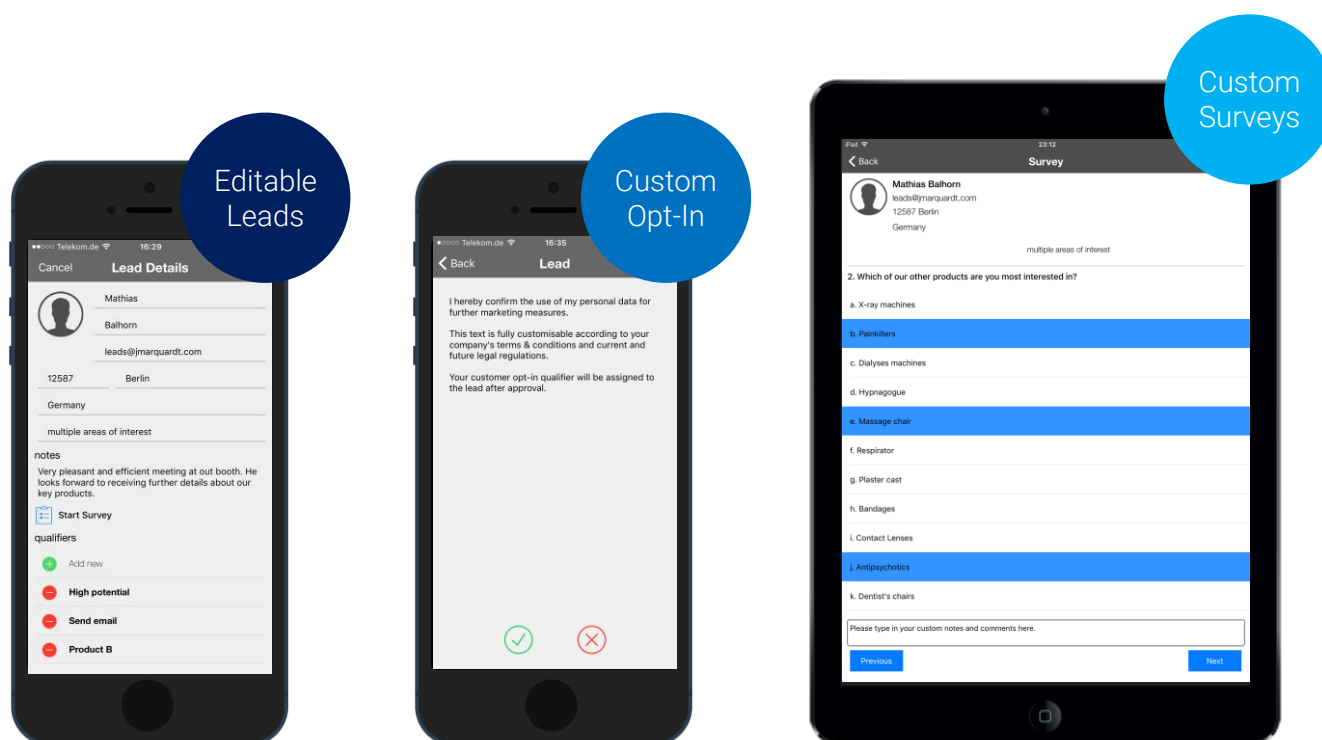 Editable
Leads
Telekom.de
16:29
Cancel
Lead Details
Mathias
Balhorn
leads@jmarquardt.com
12587
Berlin
Germany
multiple areas of interest
notes
Very pleasant and efficient meeting at out booth. He
looks forward to receiving further details about our
key products.
Start Survey
qualifiers
Add new
High potential
Send email
Product B
Custom
Opt-In
Telekom.de
16:35
Back
Lead
I hereby confirm the use of my personal data for
further marketing measures.
This text is fully customisable according to your
company's terms & conditions and current and
future legal regulations.
Your customer opt-in qualifier will be assigned to
the lead after approval.
Custom
Surveys
iPad
23:12
Back
Survey
Mathias Balhorn
leads@jmarquardt.com
12587 Berlin
Germany
multiple areas of interest
2. Which of our other products are you most interested in?
a. X-ray machines
b. Painkillers
c. Dialyses machines
d. Hypnagogue
e. Massage chair
f. Respirator
g. Plaster cast
h. Bandages
i. Contact Lenses
j. Antipsychotics
k. Dentist's chairs
Please type in your custom notes and comments here.
Previous
Next